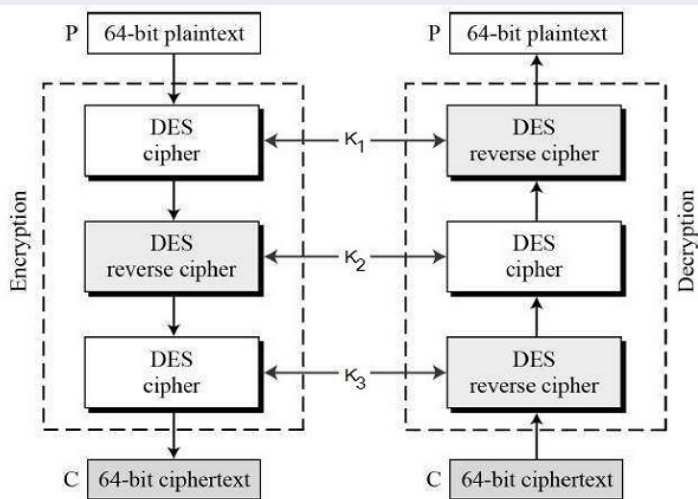 P 64-bit plaintext
P 64-bit plaintext
Encryption
DES
cipher
DES
reverse cipher
DES
cipher
K1
K2
K3
DES
reverse cipher
DES
cipher
DES
reverse cipher
Decryption
C 64-bit ciphertext
C 64-bit ciphertext